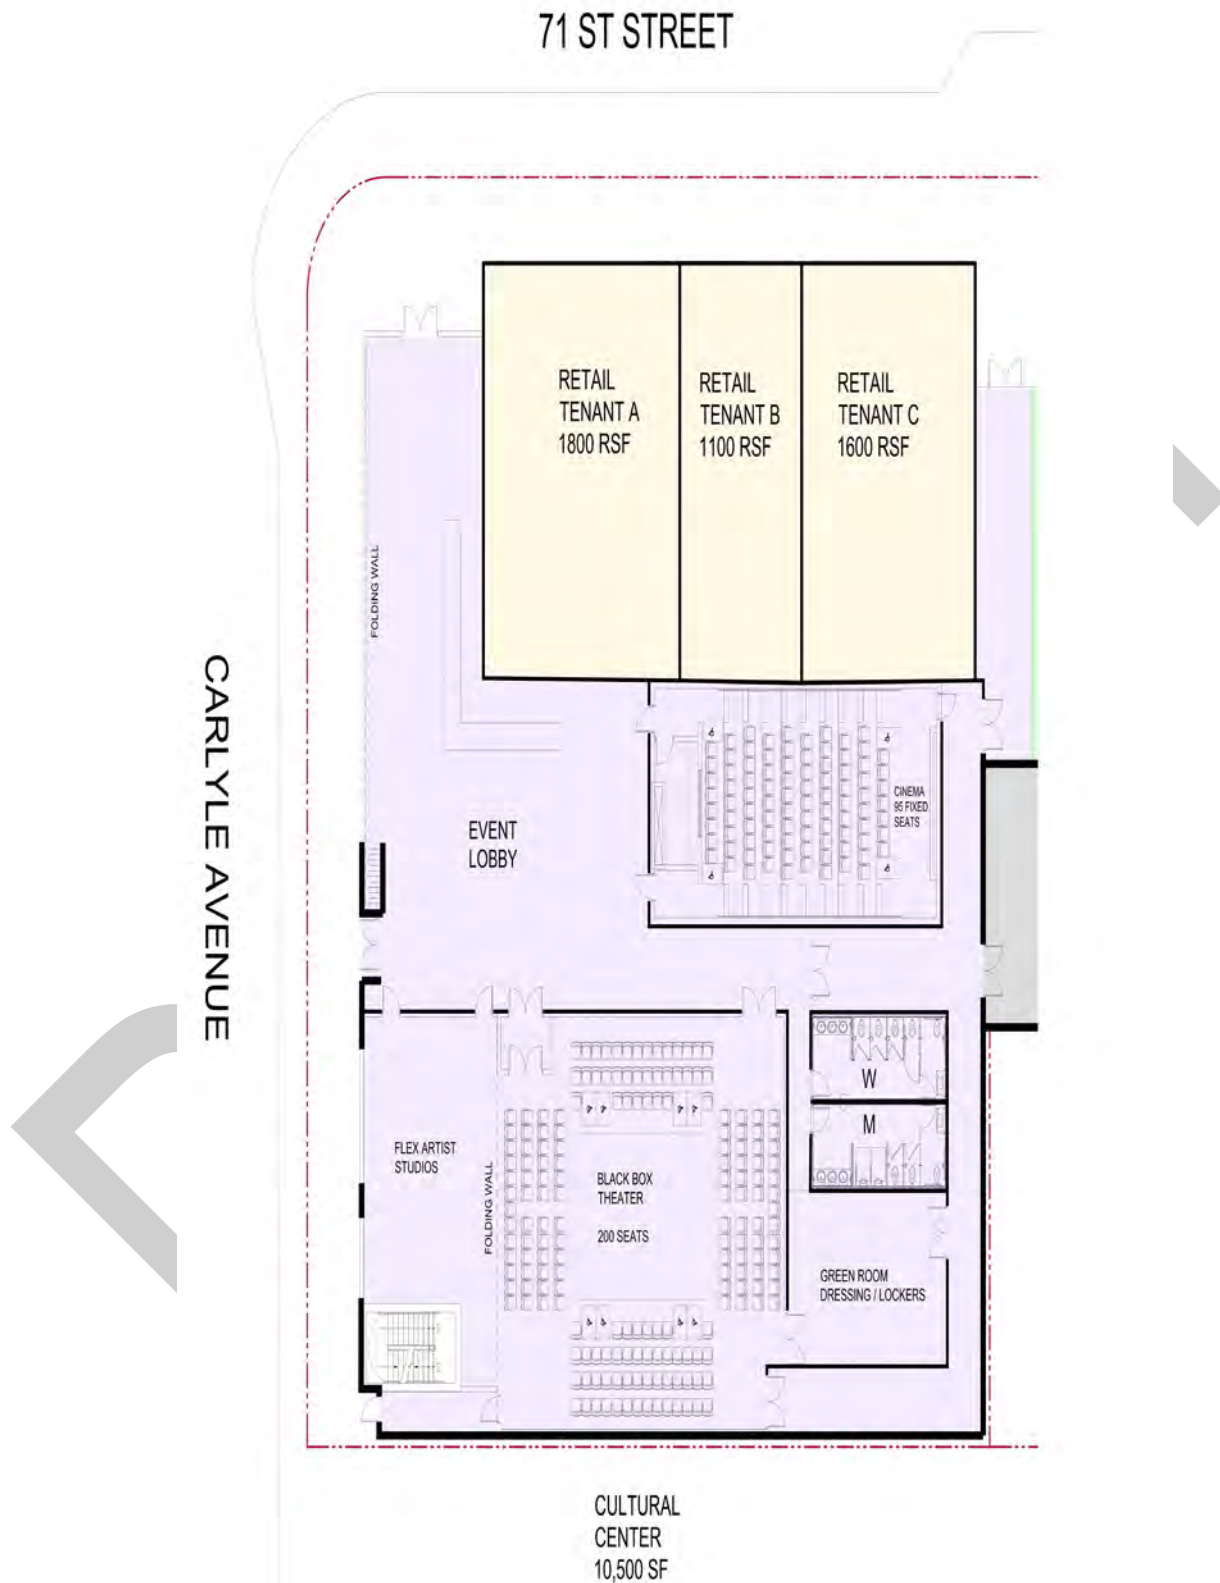 71 ST STREET
RETAIL
TENANT A
1800 RSF
RETAIL
TENANT B
1100 RSF
RETAIL
TENANT C
1600 RSF
FOLDING WALL
CARLYLE AVENUE
CINEMA
95 FIXED
SEATS
EVENT
LOBBY
W
M
FLEX ARTIST
STUDIOS
FOLDING WALL
BLACK BOX
THEATER
200 SEATS
GREEN ROOM
DRESSING / LOCKERS
CULTURAL
CENTER
10,500 SF